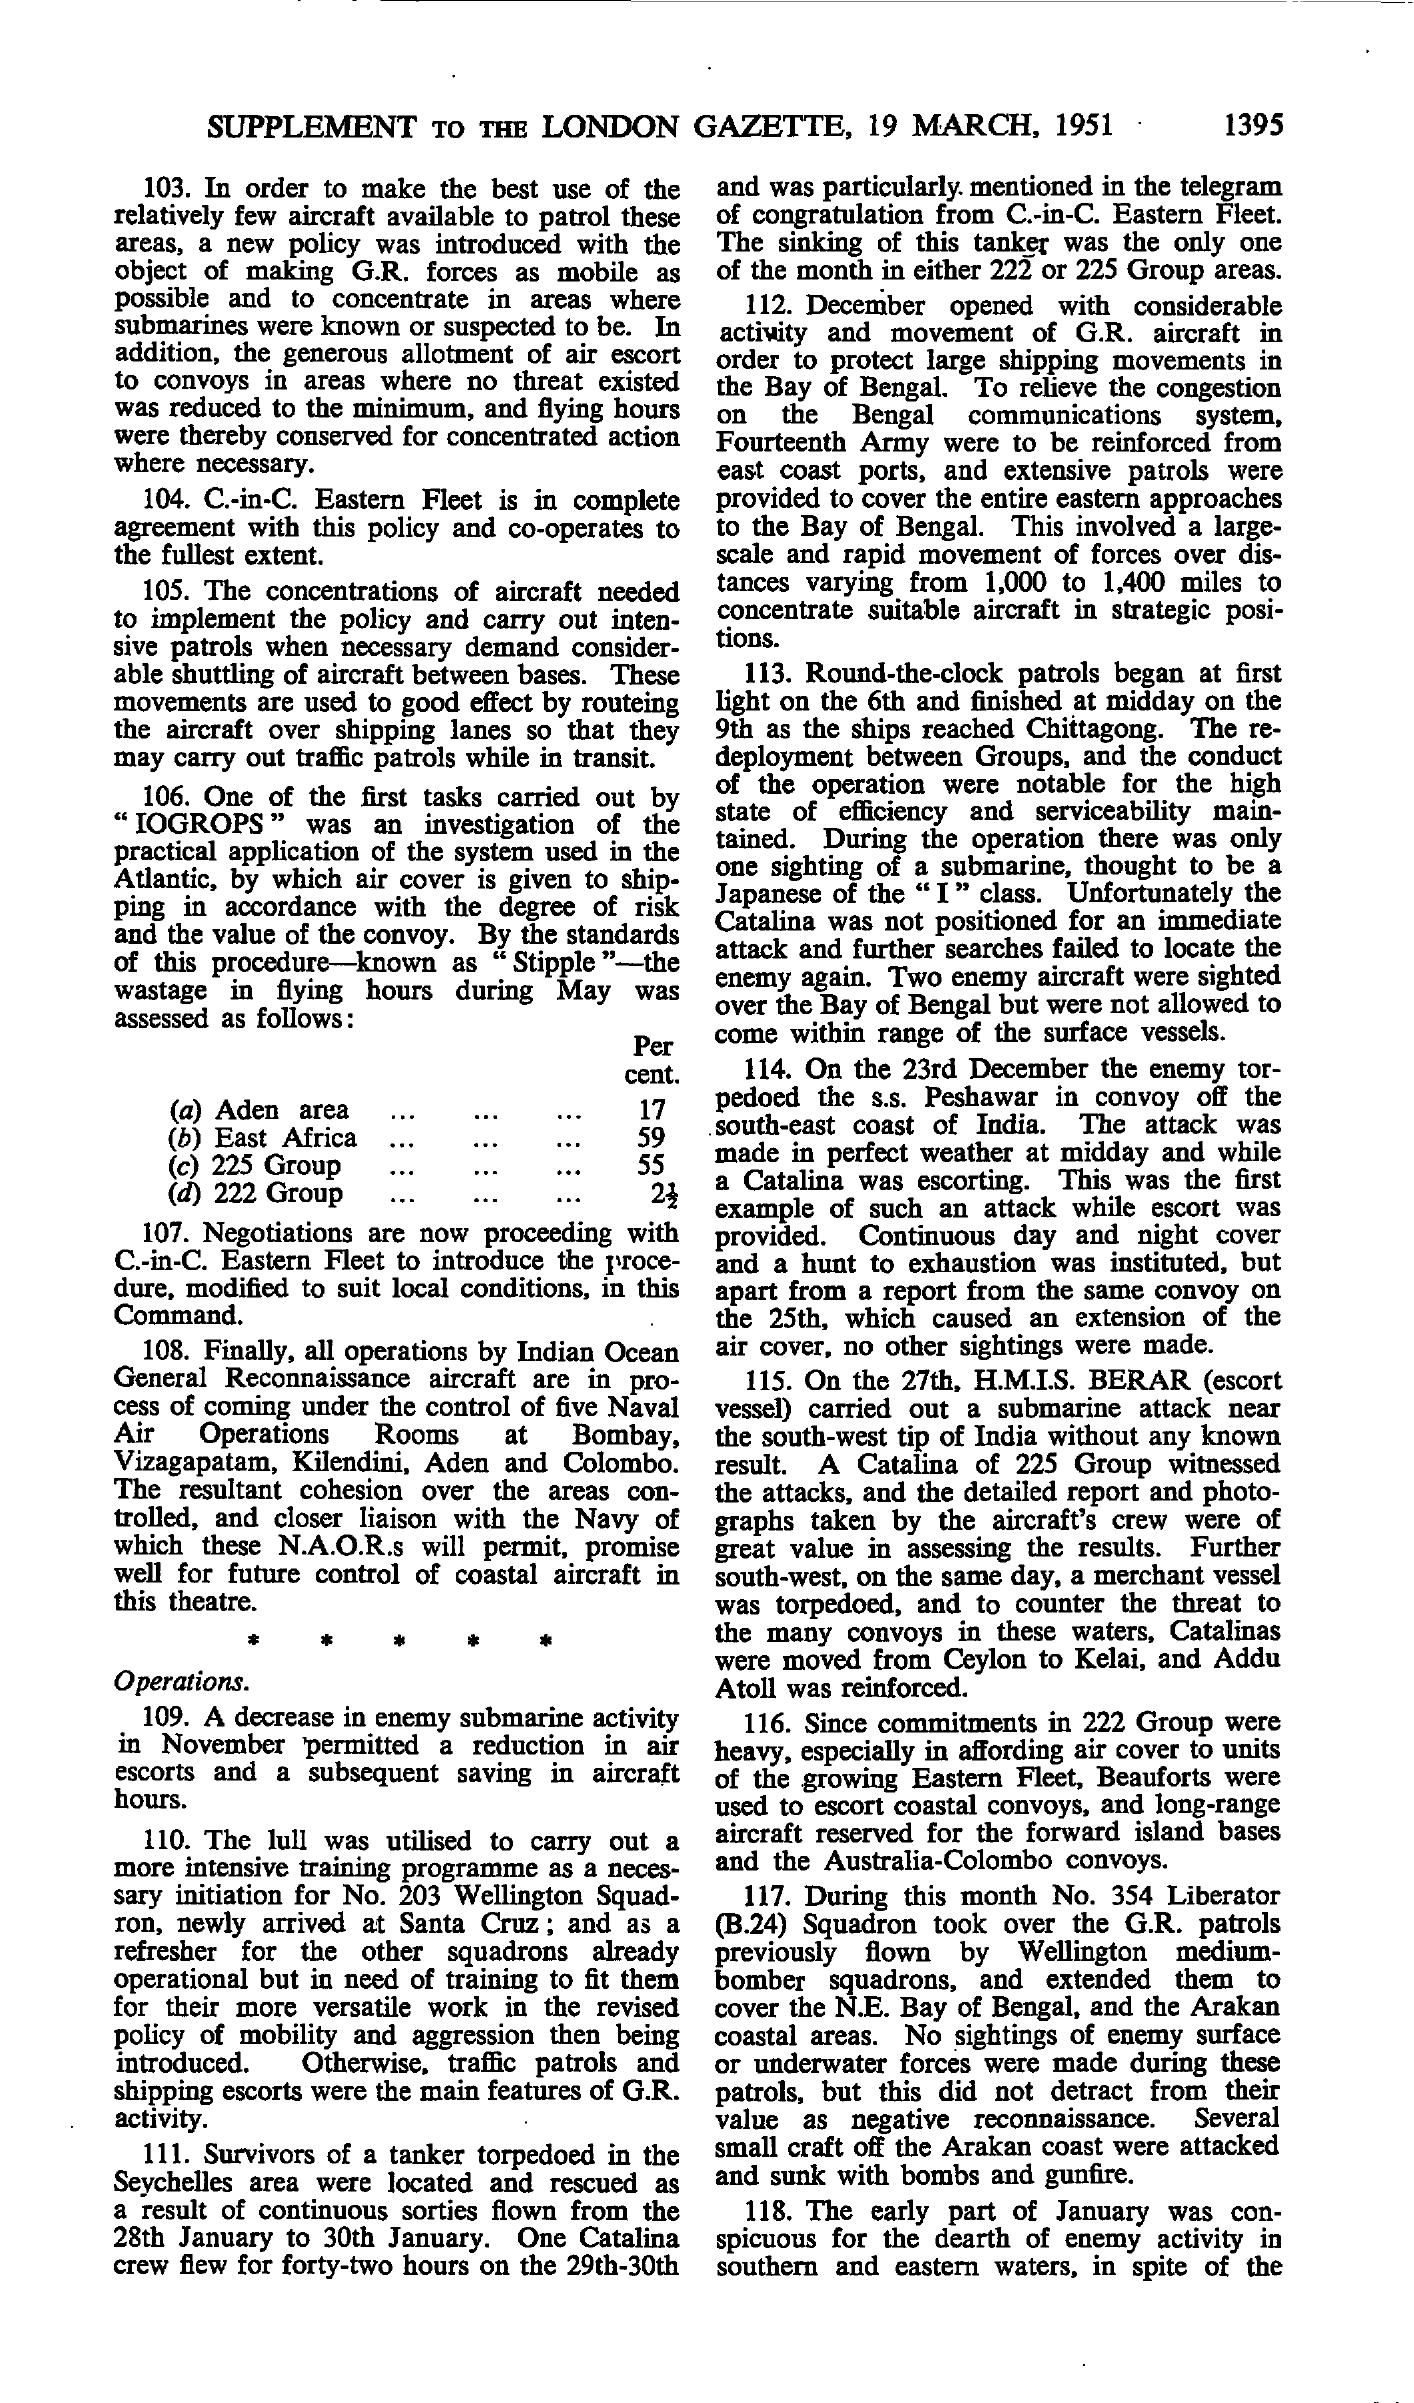 SUPPLEMENT TO THE LONDON GAZETTE, 19 MARCH, 1951 1395
103. In order to make the best use of the
relatively few aircraft available to patrol these
areas, a new policy was introduced with the
object of making G.R. forces as mobile as
possible and to concentrate in areas where
submarines were known or suspected to be. In
addition, the generous allotment of air escort
to convoys in areas where no threat existed
was reduced to the minimum, and flying hours
were thereby conserved for concentrated action
where necessary.
104. C.-in-C. Eastern Fleet is in complete
agreement with this policy and co-operates to
the fullest extent.
105. The concentrations of aircraft needed
to implement the policy and carry out inten-
sive patrols when necessary demand consider-
able shuttling of aircraft between bases. These
movements are used to good effect by routeing
the aircraft over shipping lanes so that they
may carry out traffic patrols while in transit.
106. One of the first tasks carried out by
“ IOGROPS ” was an investigation of the
practical application of the system used in the
Atlantic, by which air cover is given to ship-
ping in accordance with the degree of risk
and the value of the convoy. By the standards
of this procedure—known as “ Stipple ”—the
wastage in flying hours during May was
assessed as follows:
Per
cent.
(a) Aden area ... ... ... 17
(b) East Africa ... ... ... 59
(c) 225 Group ... ... ... 55
(d) 222 Group ... ... ... 2½
107. Negotiations are now proceeding with
C.-in-C. Eastern Fleet to introduce the proce-
dure, modified to suit local conditions, in this
Command.
108. Finally, all operations by Indian Ocean
General Reconnaissance aircraft are in pro-
cess of coming under the control of five Naval
Air Operations Rooms at Bombay,
Vizagapatam, Kilendini, Aden and Colombo.
The resultant cohesion over the areas con-
trolled, and closer liaison with the Navy of
which these N.A.O.R.s will permit, promise
well for future control of coastal aircraft in
this theatre.
* * * * *
Operations.
109. A decrease in enemy submarine activity
in November permitted a reduction in air
escorts and a subsequent saving in aircraft
hours.
110. The lull was utilised to carry out a
more intensive training programme as a neces-
sary initiation for No. 203 Wellington Squad-
ron, newly arrived at Santa Cruz; and as a
refresher for the other squadrons already
operational but in need of training to fit them
for their more versatile work in the revised
policy of mobility and aggression then being
introduced. Otherwise, traffic patrols and
shipping escorts were the main features of G.R.
activity.
111. Survivors of a tanker torpedoed in the
Seychelles area were located and rescued as
a result of continuous sorties flown from the
28th January to 30th January. One Catalina
crew flew for forty-two hours on the 29th-30th
and was particularly mentioned in the telegram
of congratulation from C.-in-C. Eastern Fleet.
The sinking of this tanker was the only one
of the month in either 222 or 225 Group areas.
112. December opened with considerable
activity and movement of G.R. aircraft in
order to protect large shipping movements in
the Bay of Bengal. To relieve the congestion
on the Bengal communications system,
Fourteenth Army were to be reinforced from
east coast ports, and extensive patrols were
provided to cover the entire eastern approaches
to the Bay of Bengal. This involved a large-
scale and rapid movement of forces over dis-
tances varying from 1,000 to 1,400 miles to
concentrate suitable aircraft in strategic posi-
tions.
113. Round-the-clock patrols began at first
light on the 6th and finished at midday on the
9th as the ships reached Chittagong. The re-
deployment between Groups, and the conduct
of the operation were notable for the high
state of efficiency and serviceability main-
tained. During the operation there was only
one sighting of a submarine, thought to be a
Japanese of the “ I ” class. Unfortunately the
Catalina was not positioned for an immediate
attack and further searches failed to locate the
enemy again. Two enemy aircraft were sighted
over the Bay of Bengal but were not allowed to
come within range of the surface vessels.
114. On the 23rd December the enemy tor-
pedoed the s.s. Peshawar in convoy off the
south-east coast of India. The attack was
made in perfect weather at midday and while
a Catalina was escorting. This was the first
example of such an attack while escort was
provided. Continuous day and night cover
and a hunt to exhaustion was instituted, but
apart from a report from the same convoy on
the 25th, which caused an extension of the
air cover, no other sightings were made.
115. On the 27th, H.M.I.S. BERAR (escort
vessel) carried out a submarine attack near
the south-west tip of India without any known
result. A Catalina of 225 Group witnessed
the attacks, and the detailed report and photo-
graphs taken by the aircraft's crew were of
great value in assessing the results. Further
south-west, on the same day, a merchant vessel
was torpedoed, and to counter the threat to
the many convoys in these waters, Catalinas
were moved from Ceylon to Kelai, and Addu
Atoll was reinforced.
116. Since commitments in 222 Group were
heavy, especially in affording air cover to units
of the growing Eastern Fleet, Beauforts were
used to escort coastal convoys, and long-range
aircraft reserved for the forward island bases
and the Australia-Colombo convoys.
117. During this month No. 354 Liberator
(B.24) Squadron took over the G.R. patrols
previously flown by Wellington medium-
bomber squadrons, and extended them to
cover the N.E. Bay of Bengal, and the Arakan
coastal areas. No sightings of enemy surface
or underwater forces were made during these
patrols, but this did not detract from their
value as negative reconnaissance. Several
small craft off the Arakan coast were attacked
and sunk with bombs and gunfire.
118. The early part of January was con-
spicuous for the dearth of enemy activity in
southern and eastern waters, in spite of the